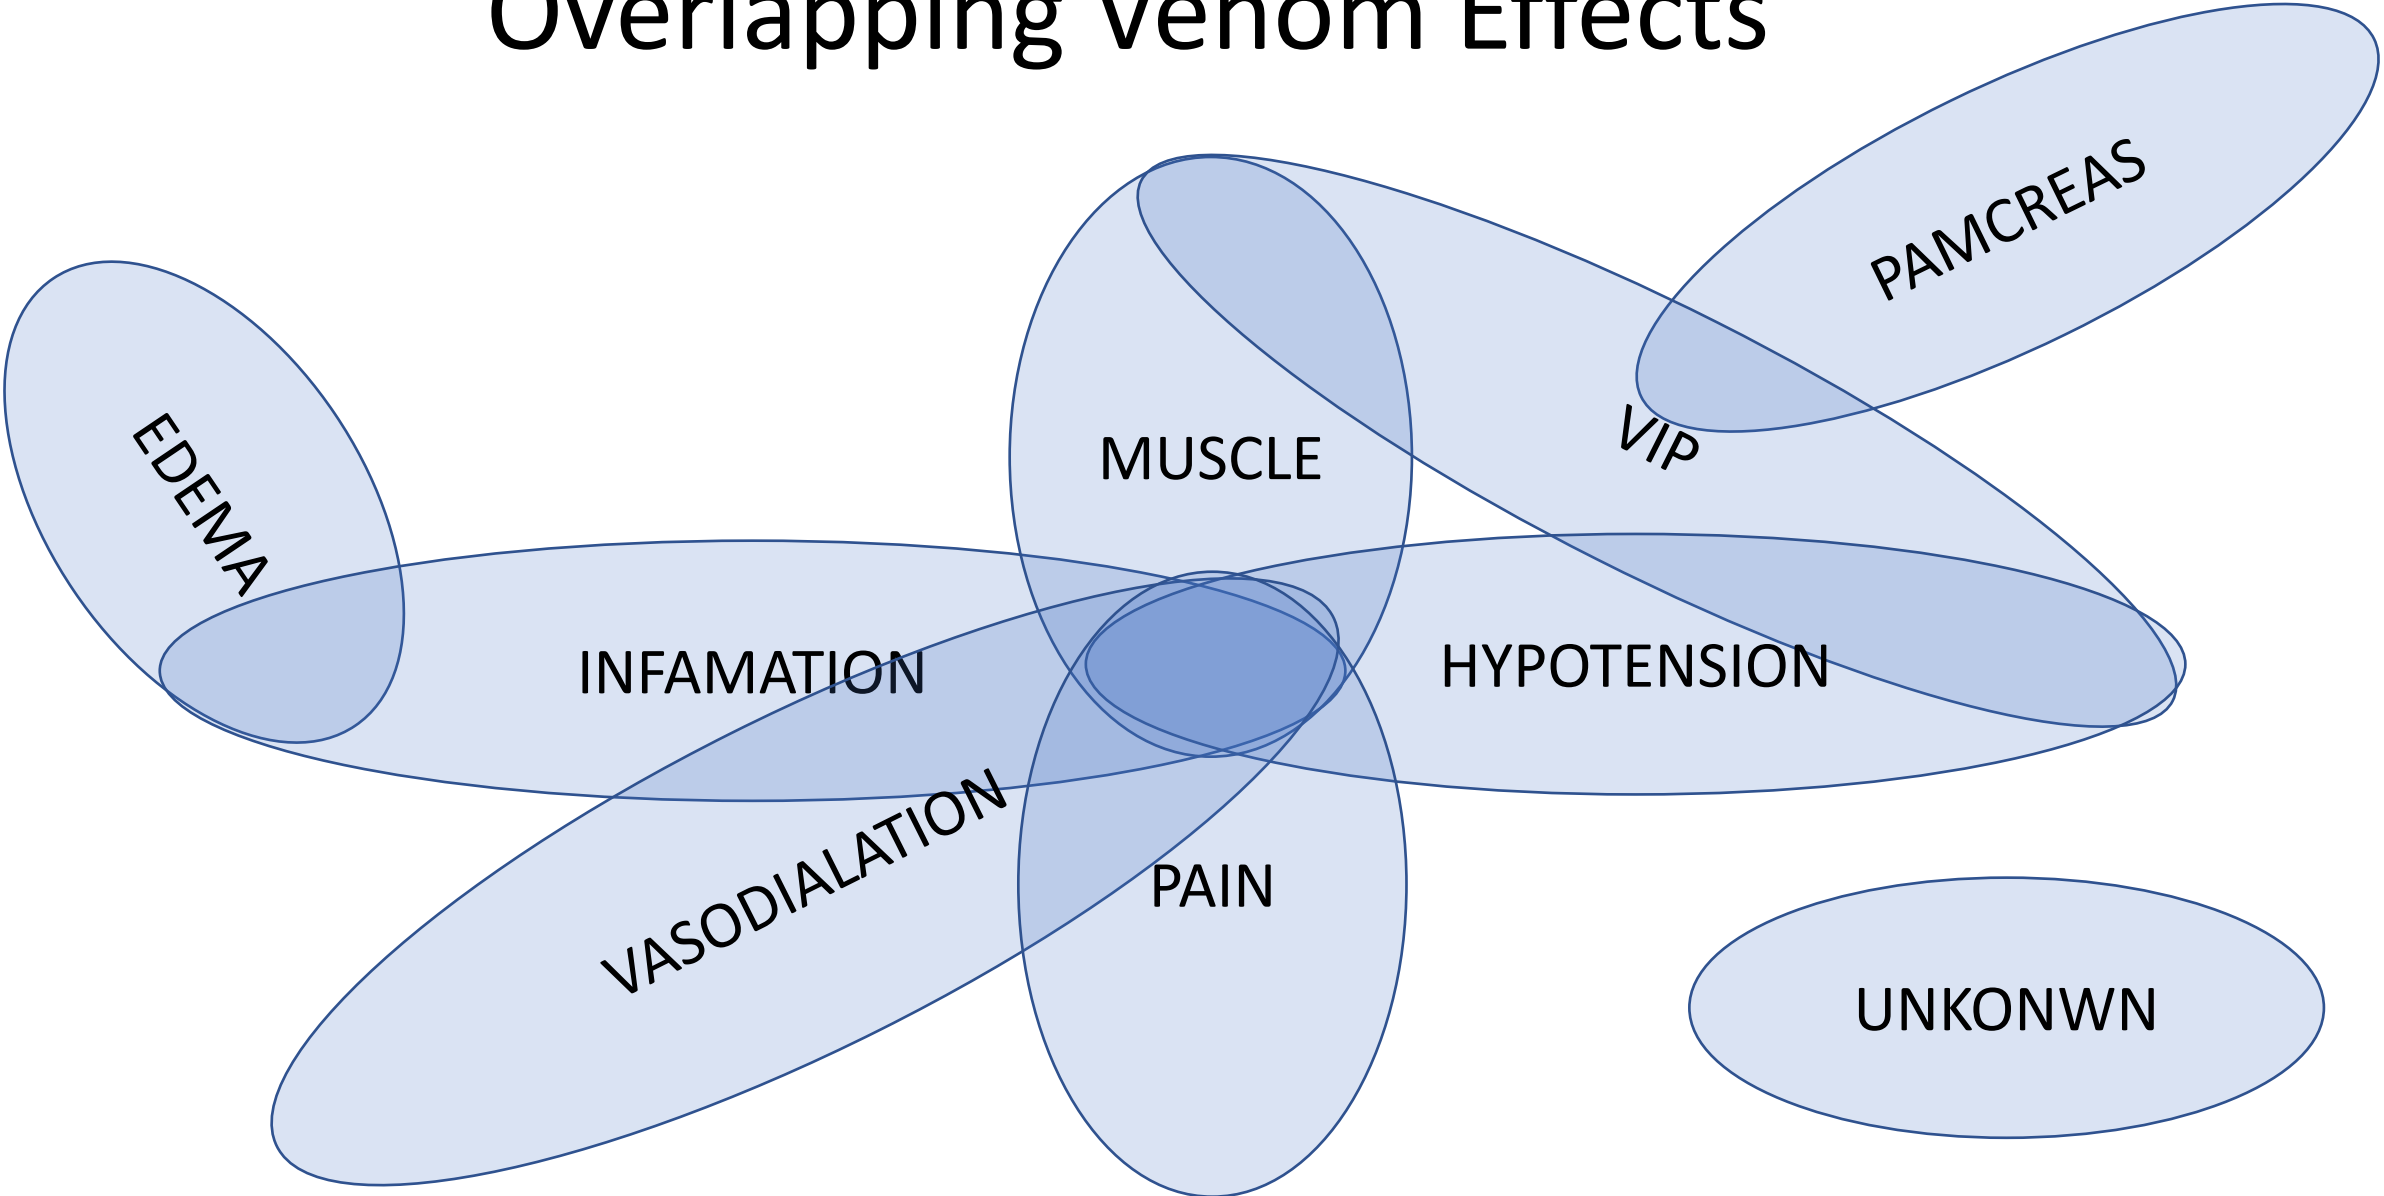 Overlapping Venom Effects
PAMCREAS
EDEMA
MUSCLE
VIP
INFAMATION
HYPOTENSION
VASODIALATION
PAIN
UNKONWN